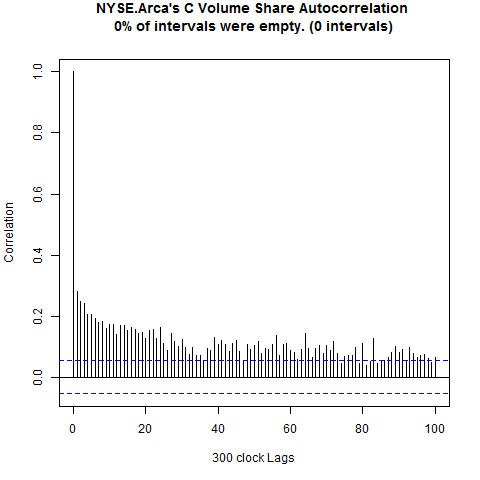 NYSE.Arca's C Volume Share Autocorrelation
0% of intervals were empty. (0 intervals)
1.0
0.8
0.6
0.4
0.2
0.0
Correlation
0 20 40 60 80 100
300 clock Lags